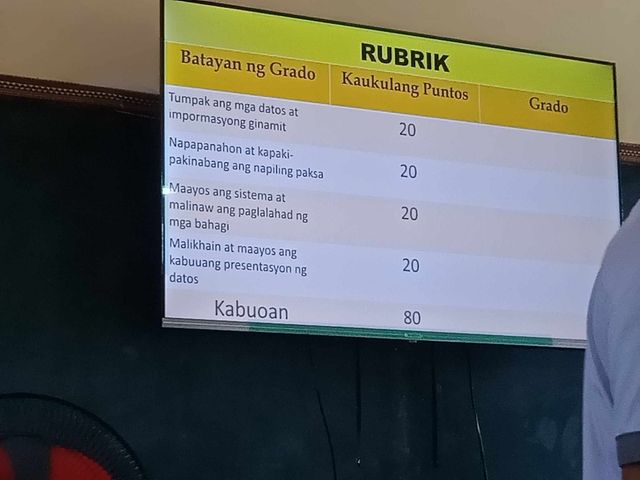 RUBRIK
Batayan ng Grado Kaukulang Puntos Grado
Tumpak ang mga datos at
impormasyong ginamit
20
Napapanahon at kapaki-
pakinabang ang napiling paksa
20
Maayos ang sistema at
malinaw ang paglalahad ng
mga bahagi
20
Malikhain at maayos ang
kabuuang presentasyon ng
datos
20
Kabuoan 80